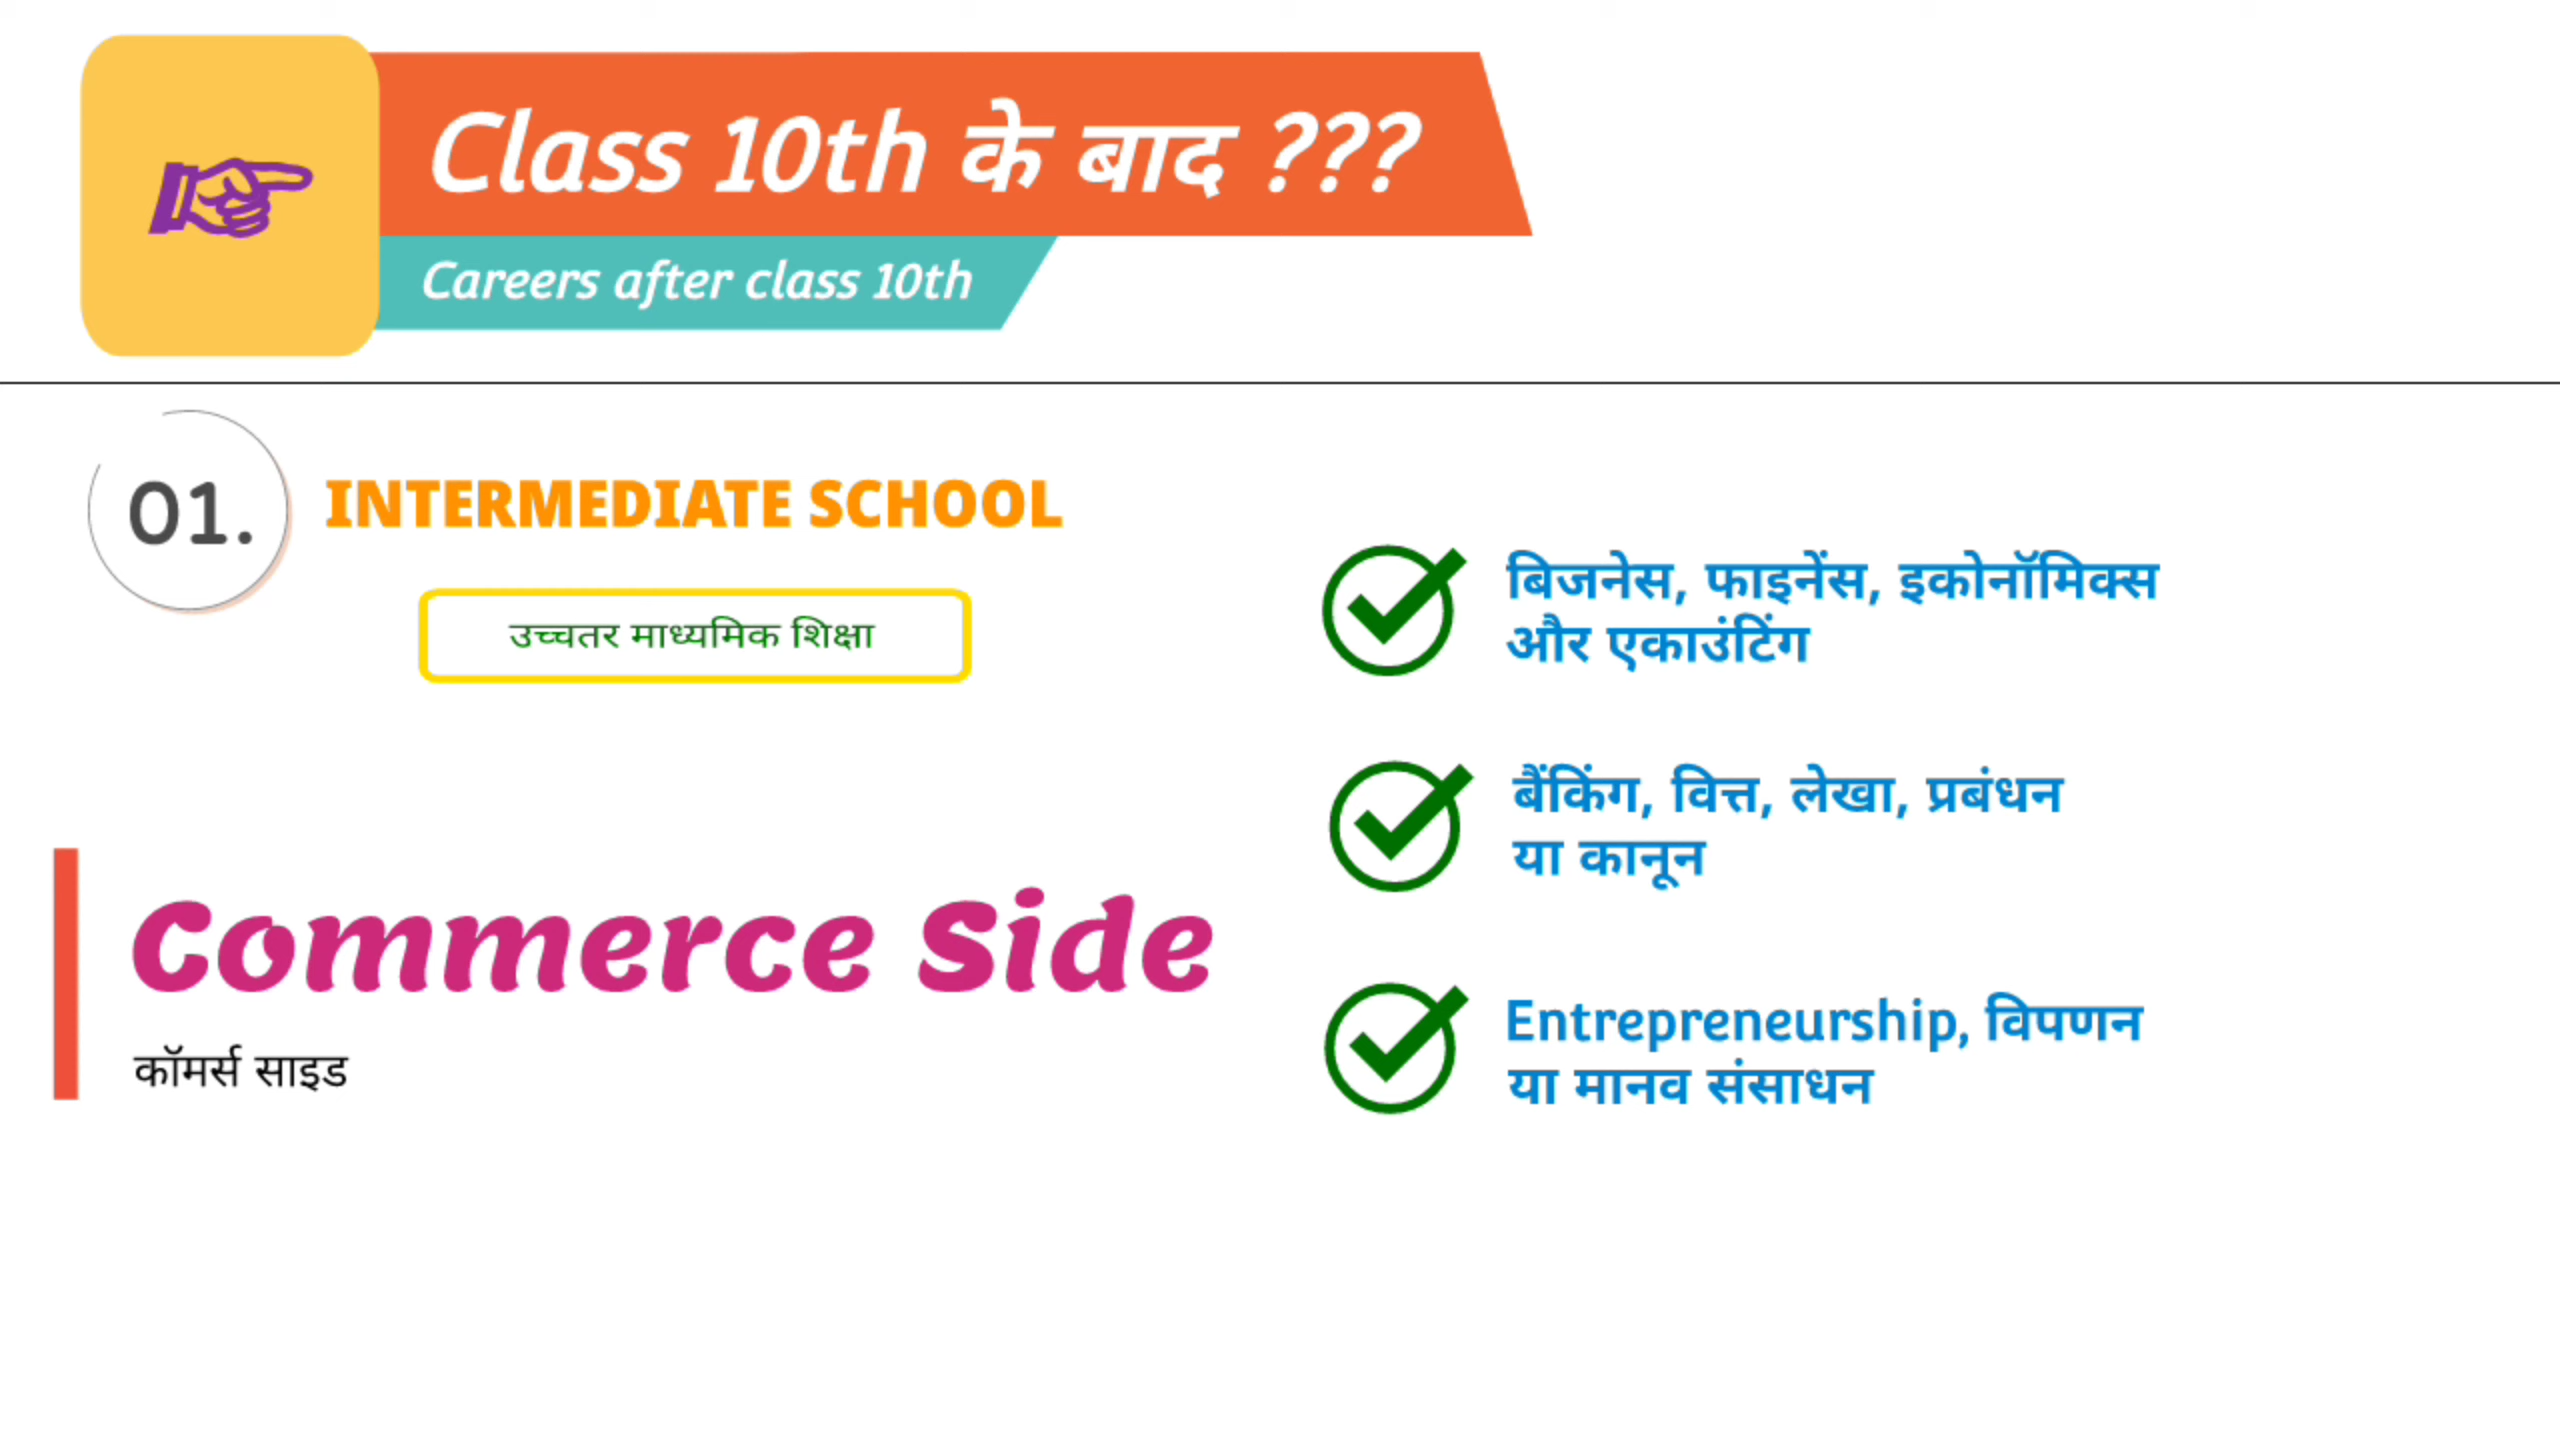 Class 10th के बाद ???
Careers after class 10th
01.
INTERMEDIATE SCHOOL
उच्चतर माध्यमिक शिक्षा
Commerce Side
कॉमर्स साइड
बिजनेस, फाइनेंस, इकोनॉमिक्स
और एकाउंटिंग
बैंकिंग, वित्त, लेखा, प्रबंधन
या कानून
Entrepreneurship, विपणन
या मानव संसाधन